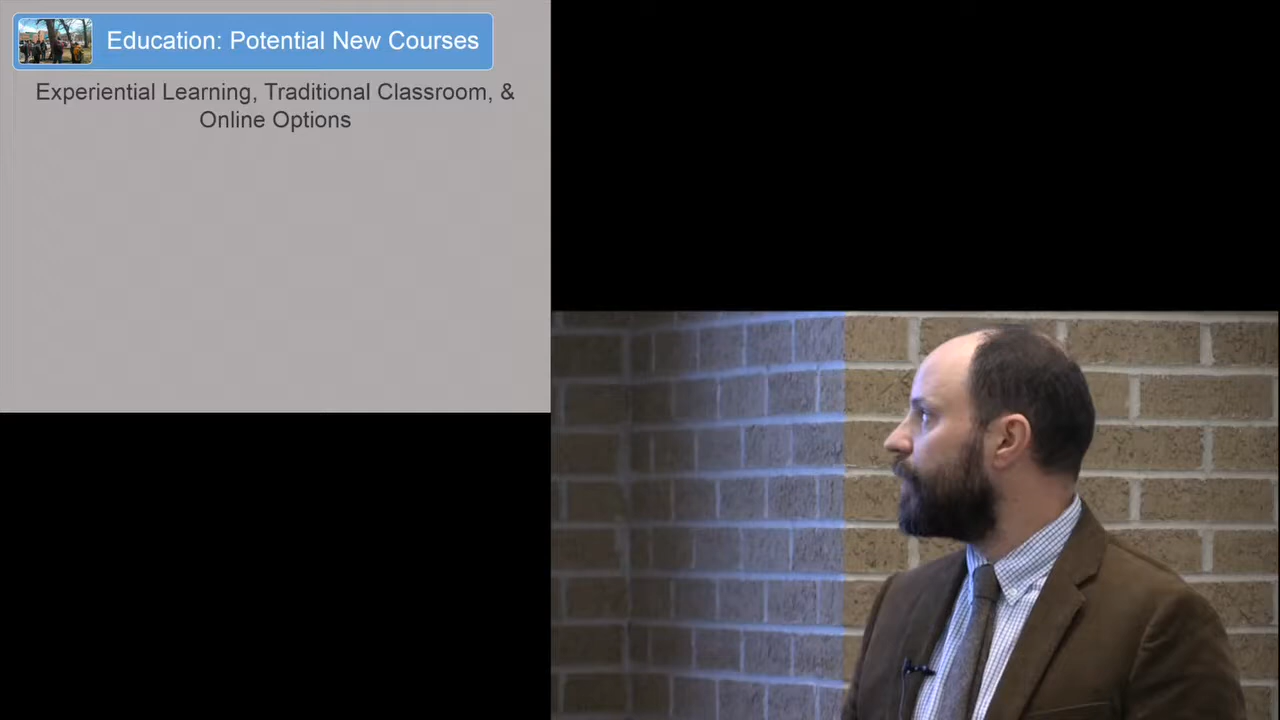 Education: Potential New Courses
Experiential Learning, Traditional Classroom, &
Online Options